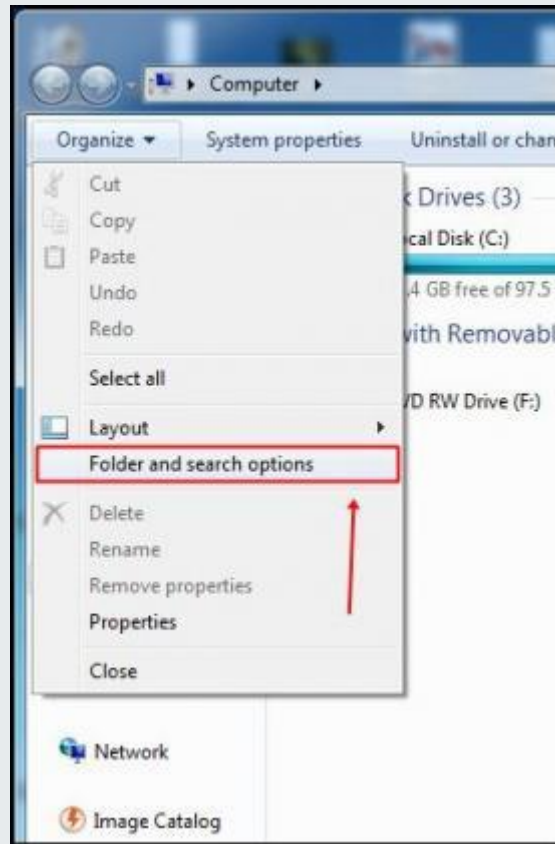 Computer
Organize System properties Uninstall or chan
Cut
Drives (3)
Copy
cal Disk (C:)
Paste
Undo
4 GB free of 97.5
Redo
with Removabl
Select all
Layout
VD RW Drive (F:)
Folder and search options
Delete
Rename
Remove properties
Properties
Close
Network
Image Catalog